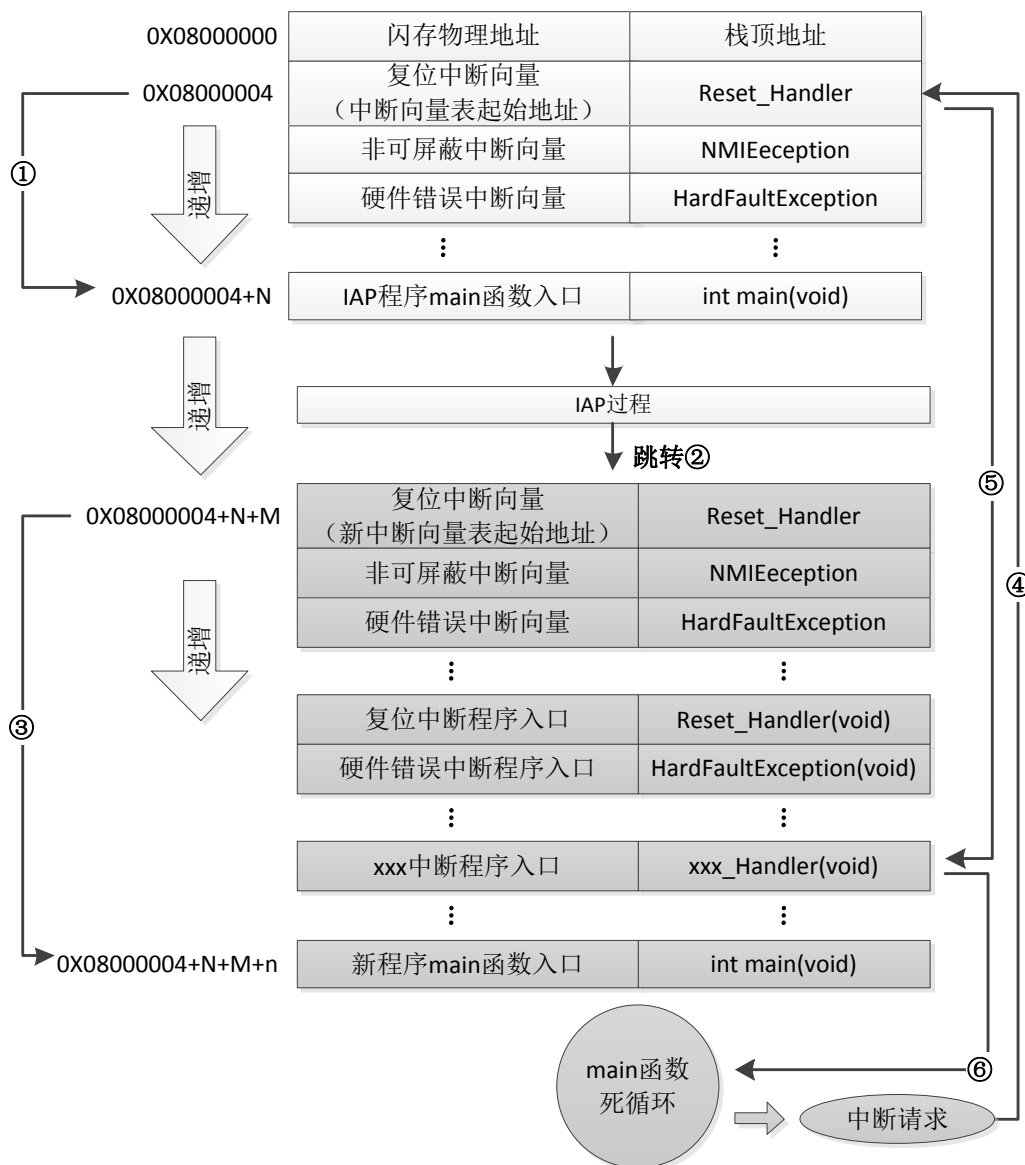 0X08000000
闪存物理地址
栈顶地址
0X08000004
复位中断向量
（中断向量表起始地址）
Reset_Handler
非可屏蔽中断向量
NMIEeception
硬件错误中断向量
HardFaultException
①
递增
⋮
⋮
0X08000004+N
IAP程序main函数入口
int main(void)
递增
IAP过程
跳转②
⑤
0X08000004+N+M
复位中断向量
（新中断向量表起始地址）
Reset_Handler
非可屏蔽中断向量
NMIEeception
④
硬件错误中断向量
HardFaultException
递增
⋮
⋮
③
复位中断程序入口
Reset_Handler(void)
硬件错误中断程序入口
HardFaultException(void)
⋮
⋮
xxx中断程序入口
xxx_Handler(void)
⋮
⋮
0X08000004+N+M+n
新程序main函数入口
int main(void)
⑥
main函数
死循环
中断请求